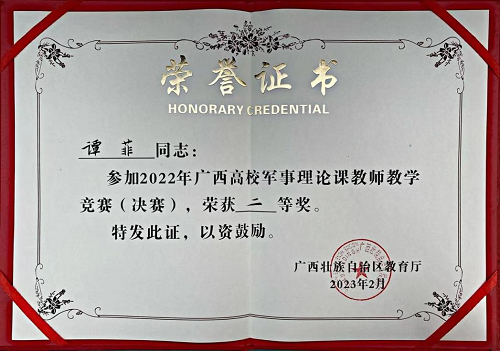 荣誉证书
HONORARY CREDENTIAL
谭菲同志：
参加2022年广西高校军事理论课教师教学
竞赛（决赛），荣获二等奖。
特发此证，以资鼓励。
广西壮族自治区教育厅
2023年2月